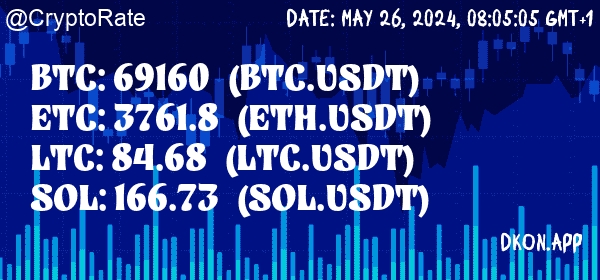 @CryptoRate
DATE: MAY 26, 2024, 08:05:05 GMT+1
BTC: 69160 (BTC.USDT)
ETC: 3761.8 (ETH.USDT)
LTC: 84.68 (LTC.USDT)
SOL: 166.73 (SOL.USDT)
DKON.APP